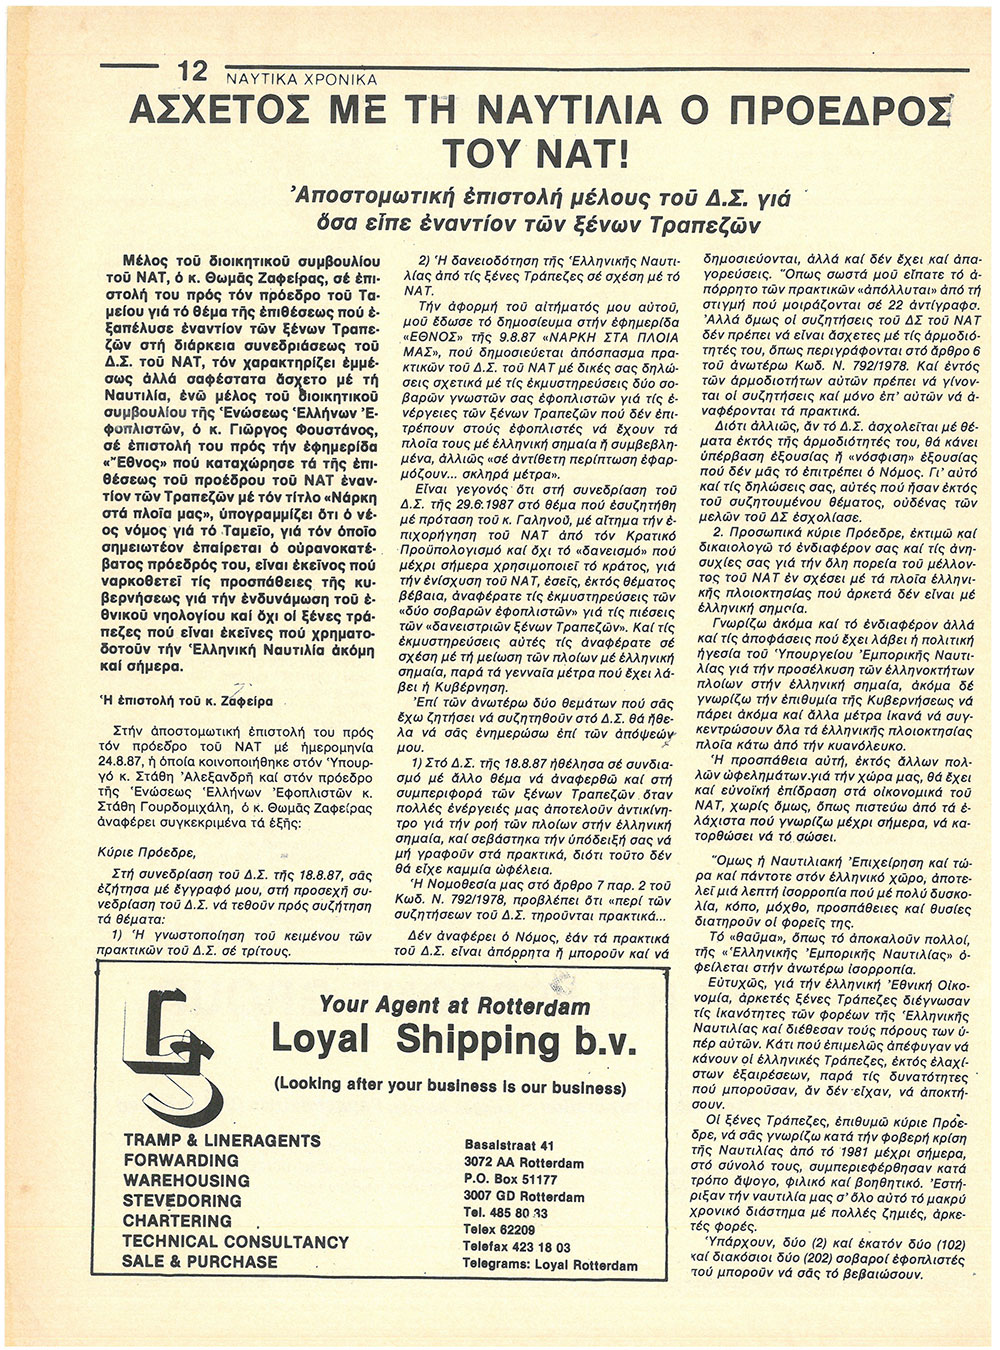 12 ΝΑΥΤΙΚΑ ΧΡΟΝΙΚΑ
ΑΣΧΕΤΟΣ ΜΕ ΤΗ ΝΑΥΤΙΛΙΑ Ο ΠΡΟΕΔΡΟΣ
ΤΟΥ ΝΑΤ!
Ἀποστομωτική ἐπιστολή μέλους τοῦ Δ.Σ. γιά
ὅσα εἶπε ἐναντίον τῶν ξένων Τραπεζῶν
Μέλος τοῦ διοικητικοῦ συμβουλίου
τοῦ ΝΑΤ, ὁ κ. Θωμᾶς Ζαφείρας, σέ ἐπι-
στολή του πρός τόν πρόεδρο τοῦ Τα-
μείου γιά τό θέμα τῆς ἐπιθέσεως πού ἐ-
ξαπέλυσε ἐναντίον τῶν ξένων Τραπε-
ζῶν στή διάρκεια συνεδριάσεως τοῦ
Δ.Σ. τοῦ ΝΑΤ, τόν χαρακτηρίζει ἐμμέ-
σως ἀλλά σαφέστατα ἄσχετο μέ τή
Ναυτιλία, ἐνῶ μέλος τοῦ διοικητικοῦ
συμβουλίου τῆς Ἑνώσεως Ἑλλήνων Ἐ-
φοπλιστῶν, ὁ κ. Γιῶργος Φουστάνος,
σέ ἐπιστολή του πρός τήν ἐφημερίδα
«Ἔθνος» πού καταχώρησε τά τῆς ἐπι-
θέσεως τοῦ προέδρου τοῦ ΝΑΤ ἐναν-
τίον τῶν Τραπεζῶν μέ τόν τίτλο «Νάρκη
στά πλοῖα μας», ὑπογραμμίζει ὅτι ὁ νέ-
ος νόμος γιά τό Ταμεῖο, γιά τόν ὁποῖο
σημειωτέον ἐπαίρεται ὁ οὐρανοκατέ-
βατος πρόεδρός του, εἶναι ἐκεῖνος πού
ναρκοθετεῖ τίς προσπάθειες τῆς κυ-
βερνήσεως γιά τήν ἐνδυνάμωση τοῦ ἐ-
θνικοῦ νηολογίου καί ὄχι οἱ ξένες τρά-
πεζες πού εἶναι ἐκεῖνες πού χρηματο-
δοτοῦν τήν Ἑλληνική Ναυτιλία ἀκόμη
καί σήμερα.
Ἡ ἐπιστολή τοῦ κ. Ζαφείρα
Στήν ἀποστομωτική ἐπιστολή του πρός
τόν πρόεδρο τοῦ ΝΑΤ μέ ἡμερομηνία
24.8.87, ἡ ὁποία κοινοποιήθηκε στόν Ὑπουρ-
γό κ. Στάθη Ἀλεξανδρῆ καί στόν πρόεδρο
τῆς Ἑνώσεως Ἑλλήνων Ἐφοπλιστῶν κ.
Στάθη Γουρδομιχάλη, ὁ κ. Θωμᾶς Ζαφείρας
ἀναφέρει συγκεκριμένα τά ἑξῆς:
Κύριε Πρόεδρε,
Στή συνεδρίαση τοῦ Δ.Σ. τῆς 18.8.87, σᾶς
ἐζήτησα μέ ἔγγραφό μου, στή προσεχῆ συ-
νεδρίαση τοῦ Δ.Σ. νά τεθοῦν πρός συζήτηση
τά θέματα:
1) Ἡ γνωστοποίηση τοῦ κειμένου τῶν
πρακτικῶν τοῦ Δ.Σ. σέ τρίτους.
2) Ἡ δανειοδότηση τῆς Ἑλληνικῆς Ναυτι-
λίας ἀπό τίς ξένες Τράπεζες σέ σχέση μέ τό
ΝΑΤ.
Τήν ἀφορμή τοῦ αἰτήματός μου αὐτοῦ,
μοῦ ἔδωσε τό δημοσίευμα στήν ἐφημερίδα
«ΕΘΝΟΣ» τῆς 9.8.87 «ΝΑΡΚΗ ΣΤΑ ΠΛΟΙΑ
ΜΑΣ», πού δημοσιεύεται ἀπόσπασμα πρα-
κτικῶν τοῦ Δ.Σ. τοῦ ΝΑΤ μέ δικές σας δηλώ-
σεις σχετικά μέ τίς ἐκμυστηρεύσεις δύο σο-
βαρῶν γνωστῶν σας ἐφοπλιστῶν γιά τίς ἐ-
νέργειες τῶν ξένων Τραπεζῶν πού δέν ἐπι-
τρέπουν στούς ἐφοπλιστές νά ἔχουν τά
πλοῖα τους μέ ἑλληνική σημαία ἤ συμβεβλη-
μένα, ἀλλιῶς «σέ ἀντίθετη περίπτωση ἐφαρ-
μόζουν... σκληρά μέτρα».
Εἶναι γεγονός ὅτι στή συνεδρίαση τοῦ
Δ.Σ. τῆς 29.6.1987 στό θέμα πού ἐσυζητήθη
μέ πρόταση τοῦ κ. Γαληνοῦ, μέ αἴτημα τήν ἐ-
πιχορήγηση τοῦ ΝΑΤ ἀπό τόν Κρατικό
Προϋπολογισμό καί ὄχι τό «δανεισμό» πού
μέχρι σήμερα χρησιμοποιεῖ τό κράτος, γιά
τήν ἐνίσχυση τοῦ ΝΑΤ, ἐσεῖς, ἐκτός θέματος
βέβαια, ἀναφέρατε τίς ἐκμυστηρεύσεις τῶν
«δύο σοβαρῶν ἐφοπλιστῶν» γιά τίς πιέσεις
τῶν «δανειστριῶν ξένων Τραπεζῶν». Καί τίς
ἐκμυστηρεύσεις αὐτές τίς ἀναφέρατε σέ
σχέση μέ τή μείωση τῶν πλοίων μέ ἑλληνική
σημαία, παρά τά γενναῖα μέτρα πού ἔχει λά-
βει ἡ Κυβέρνηση.
Ἐπί τῶν ἀνωτέρω δύο θεμάτων πού σᾶς
ἔχω ζητήσει νά συζητηθοῦν στό Δ.Σ. θά ἤθε-
λα νά σᾶς ἐνημερώσω ἐπί τῶν ἀπόψεών
μου.
1) Στό Δ.Σ. τῆς 18.8.87 ἠθέλησα σέ συνδια-
σμό μέ ἄλλο θέμα νά ἀναφερθῶ καί στή
συμπεριφορά τῶν ξένων Τραπεζῶν ὅταν
πολλές ἐνέργειές μας ἀποτελοῦν ἀντικίνη-
τρο γιά τήν ροή τῶν πλοίων στήν ἑλληνική
σημαία, καί σεβάστηκα τήν ὑπόδειξή σας νά
μή γραφοῦν στά πρακτικά, διότι τοῦτο δέν
θά εἶχε καμμία ὠφέλεια.
Ἡ Νομοθεσία μας στό ἄρθρο 7 παρ. 2 τοῦ
Κωδ. Ν. 792/1978, προβλέπει ὅτι «περί τῶν
συζητήσεων τοῦ Δ.Σ. τηροῦνται πρακτικά...
Δέν ἀναφέρει ὁ Νόμος, ἐάν τά πρακτικά
τοῦ Δ.Σ. εἶναι ἀπόρρητα ἤ μποροῦν καί νά
δημοσιεύονται, ἀλλά καί δέν ἔχει καί ἀπα-
γορεύσεις. Ὅπως σωστά μοῦ εἴπατε τό ἀ-
πόρρητο τῶν πρακτικῶν «ἀπόλλυται» ἀπό τή
στιγμή πού μοιράζονται σέ 22 ἀντίγραφα.
Ἀλλά ὅμως οἱ συζητήσεις τοῦ ΔΣ τοῦ ΝΑΤ
δέν πρέπει νά εἶναι ἄσχετες μέ τίς ἁρμοδιό-
τητές του, ὅπως περιγράφονται στό ἄρθρο 6
τοῦ ἀνωτέρω Κωδ. Ν. 792/1978. Καί ἐντός
τῶν ἁρμοδιοτήτων αὐτῶν πρέπει νά γίνον-
ται οἱ συζητήσεις καί μόνο ἐπ' αὐτῶν νά ἀ-
ναφέρονται τά πρακτικά.
Διότι ἀλλιῶς, ἄν τό Δ.Σ. ἀσχολεῖται μέ θέ-
ματα ἐκτός τῆς ἁρμοδιότητές του, θά κάνει
ὑπέρβαση ἐξουσίας ἤ «νόσφιση» ἐξουσίας
πού δέν μᾶς τό ἐπιτρέπει ὁ Νόμος. Γι' αὐτό
καί τίς δηλώσεις σας, αὐτές πού ἦσαν ἐκτός
τοῦ συζητουμένου θέματος, οὐδένας τῶν
μελῶν τοῦ ΔΣ ἐσχολίασε.
2. Προσωπικά κύριε Πρόεδρε, ἐκτιμῶ καί
δικαιολογῶ τό ἐνδιαφέρον σας καί τίς ἀνη-
συχίες σας γιά τήν ὅλη πορεία τοῦ μέλλον-
τος τοῦ ΝΑΤ ἐν σχέσει μέ τά πλοῖα ἑλληνι-
κῆς πλοιοκτησίας πού ἀρκετά δέν εἶναι μέ
ἑλληνική σημαία.
Γνωρίζω ἀκόμα καί τό ἐνδιαφέρον ἀλλά
καί τίς ἀποφάσεις πού ἔχει λάβει ἡ πολιτική
ἡγεσία τοῦ Ὑπουργείου Ἐμπορικῆς Ναυτι-
λίας γιά τήν προσέλκυση τῶν ἑλληνοκτήτων
πλοίων στήν ἑλληνική σημαία, ἀκόμα δέ
γνωρίζω τήν ἐπιθυμία τῆς Κυβερνήσεως νά
πάρει ἀκόμα καί ἄλλα μέτρα ἱκανά νά συγ-
κεντρώσουν ὅλα τά ἑλληνικῆς πλοιοκτησίας
πλοῖα κάτω ἀπό τήν κυανόλευκο.
Ἡ προσπάθεια αὐτή, ἐκτός ἄλλων πολ-
λῶν ὠφελημάτων γιά τήν χώρα μας, θά ἔχει
καί εὐνοϊκή ἐπίδραση στά οἰκονομικά τοῦ
ΝΑΤ, χωρίς ὅμως, ὅπως πιστεύω ἀπό τά ἐ-
λάχιστα πού γνωρίζω μέχρι σήμερα, νά κα-
τορθώσει νά τό σώσει.
Ὅμως ἡ Ναυτιλιακή Ἐπιχείρηση καί τώ-
ρα καί πάντοτε στόν ἑλληνικό χῶρο, ἀποτε-
λεῖ μιά λεπτή ἰσορροπία πού μέ πολύ δυσκο-
λία, κόπο, μόχθο, προσπάθειες καί θυσίες
διατηροῦν οἱ φορεῖς της.
Τό «θαῦμα», ὅπως τό ἀποκαλοῦν πολλοί,
τῆς «Ἑλληνικῆς Ἐμπορικῆς Ναυτιλίας» ὀ-
φείλεται στήν ἀνωτέρω ἰσορροπία.
Εὐτυχῶς, γιά τήν ἑλληνική Ἐθνική Οἰκο-
νομία, ἀρκετές ξένες Τράπεζες διέγνωσαν
τίς ἱκανότητες τῶν φορέων τῆς Ἑλληνικῆς
Ναυτιλίας καί διέθεσαν τούς πόρους των ὑ-
πέρ αὐτῶν. Κάτι πού ἐπιμελῶς ἀπέφυγαν νά
κάνουν οἱ ἑλληνικές Τράπεζες, ἐκτός ἐλαχί-
στων ἐξαιρέσεων, παρά τίς δυνατότητες
πού μποροῦσαν, ἄν δέν εἶχαν, νά ἀποκτή-
σουν.
Οἱ ξένες Τράπεζες, ἐπιθυμῶ κύριε Πρόε-
δρε, νά σᾶς γνωρίζω κατά τήν φοβερή κρίση
τῆς Ναυτιλίας ἀπό τό 1981 μέχρι σήμερα,
στό σύνολό τους, συμπεριεφέρθησαν κατά
τρόπο ἄψογο, φιλικό καί βοηθητικό. Ἐστή-
ριξαν τήν ναυτιλία μας σ' ὅλο αὐτό τό μακρύ
χρονικό διάστημα μέ πολλές ζημιές, ἀρκε-
τές φορές.
Ὑπάρχουν, δύο (2) καί ἑκατόν δύο (102)
καί διακόσιοι δύο (202) σοβαροί ἐφοπλιστές
πού μποροῦν νά σᾶς τό βεβαιώσουν.
Your Agent at Rotterdam
Loyal Shipping b.v.
(Looking after your business is our business)
TRAMP & LINERAGENTS
FORWARDING
WAREHOUSING
STEVEDORING
CHARTERING
TECHNICAL CONSULTANCY
SALE & PURCHASE
Basalstraat 41
3072 AA Rotterdam
P.O. Box 51177
3007 GD Rotterdam
Tel. 485 80 33
Telex 62209
Telefax 423 18 03
Telegrams: Loyal Rotterdam